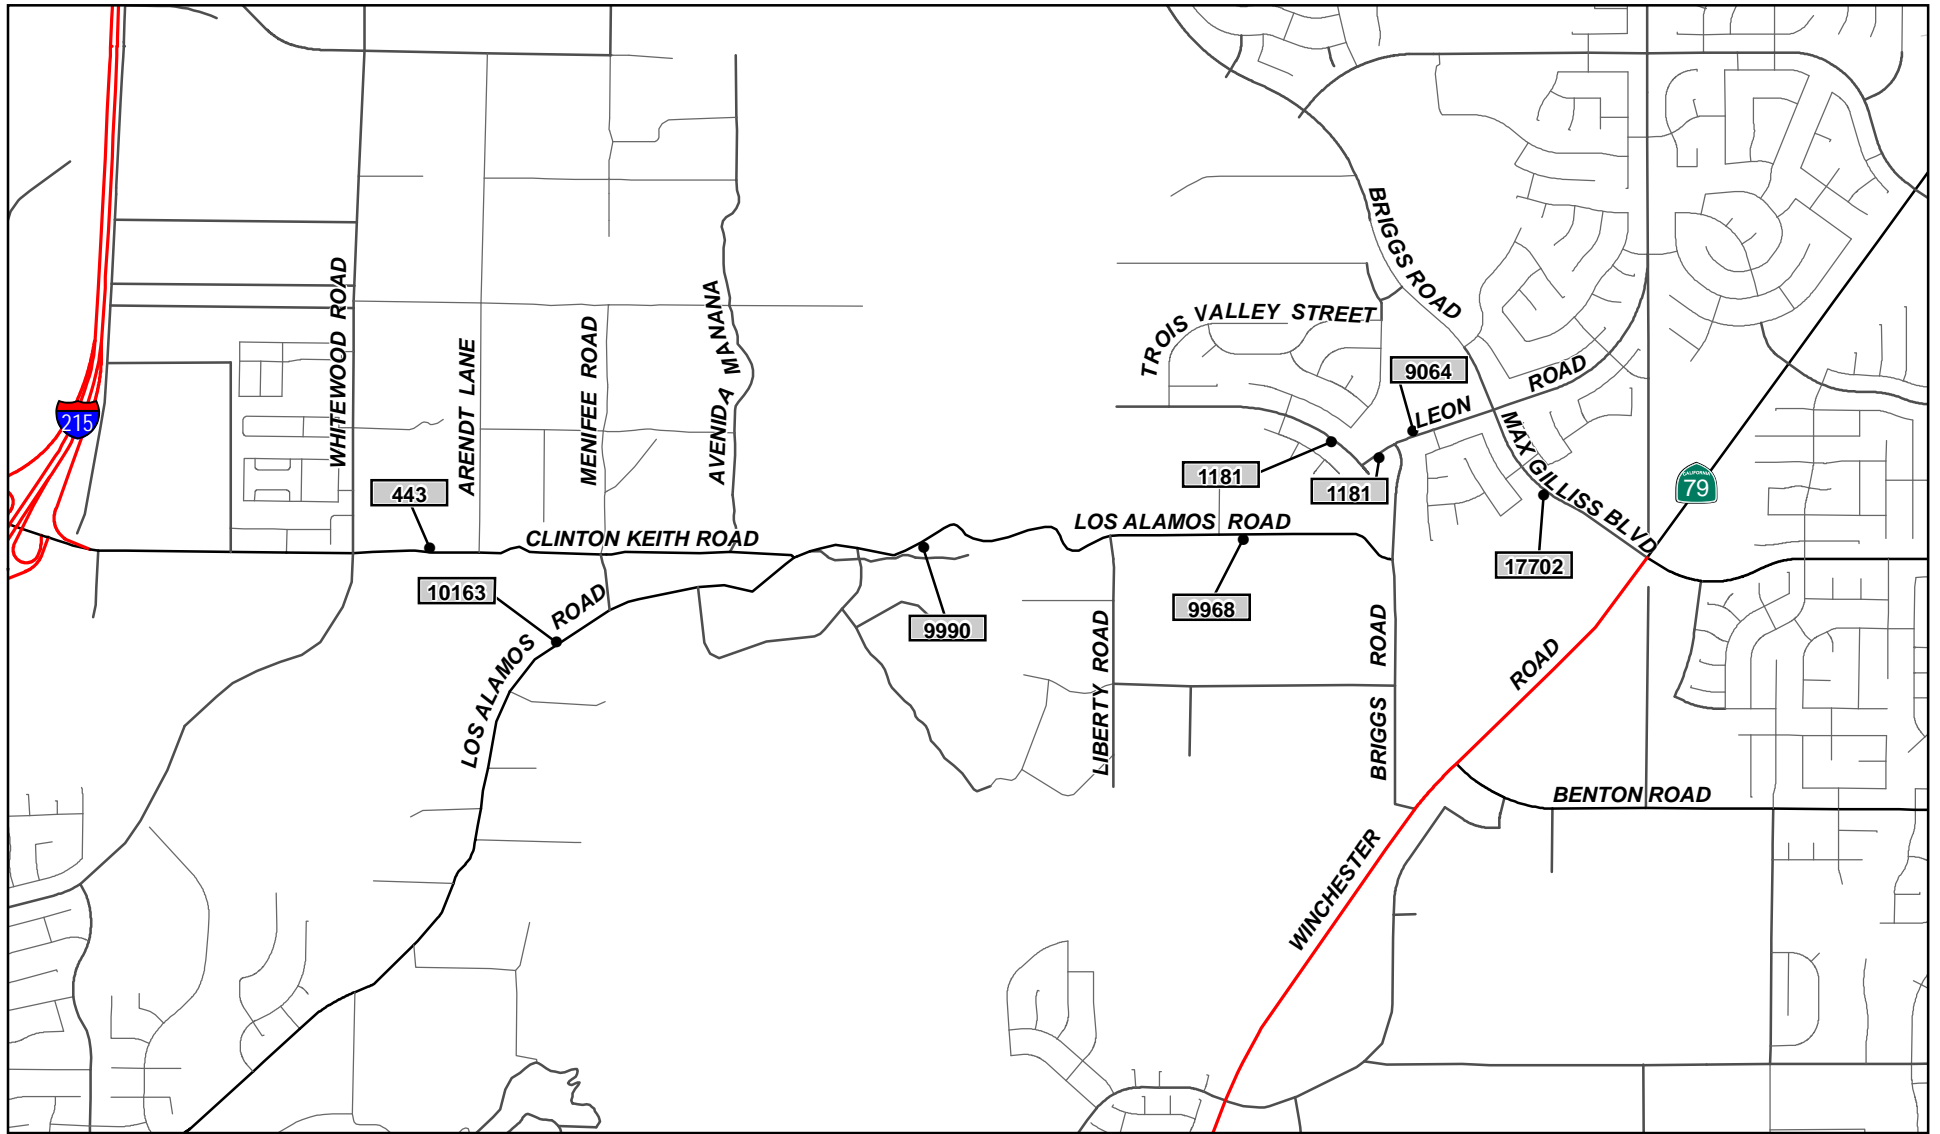 BRIGGS ROAD
TROIS VALLEY STREET
WHITEWOOD ROAD
ARENDT LANE
MENIFEE ROAD
AVENIDA MANANA
9064
LEON ROAD
215
MAX GILLISS BLVD
1181
1181
443
CALIFORNIA
79
CLINTON KEITH ROAD
LOS ALAMOS ROAD
17702
10163
LOS ALAMOS ROAD
9990
9968
LIBERTY ROAD
BRIGGS ROAD
WINCHESTER ROAD
BENTON ROAD